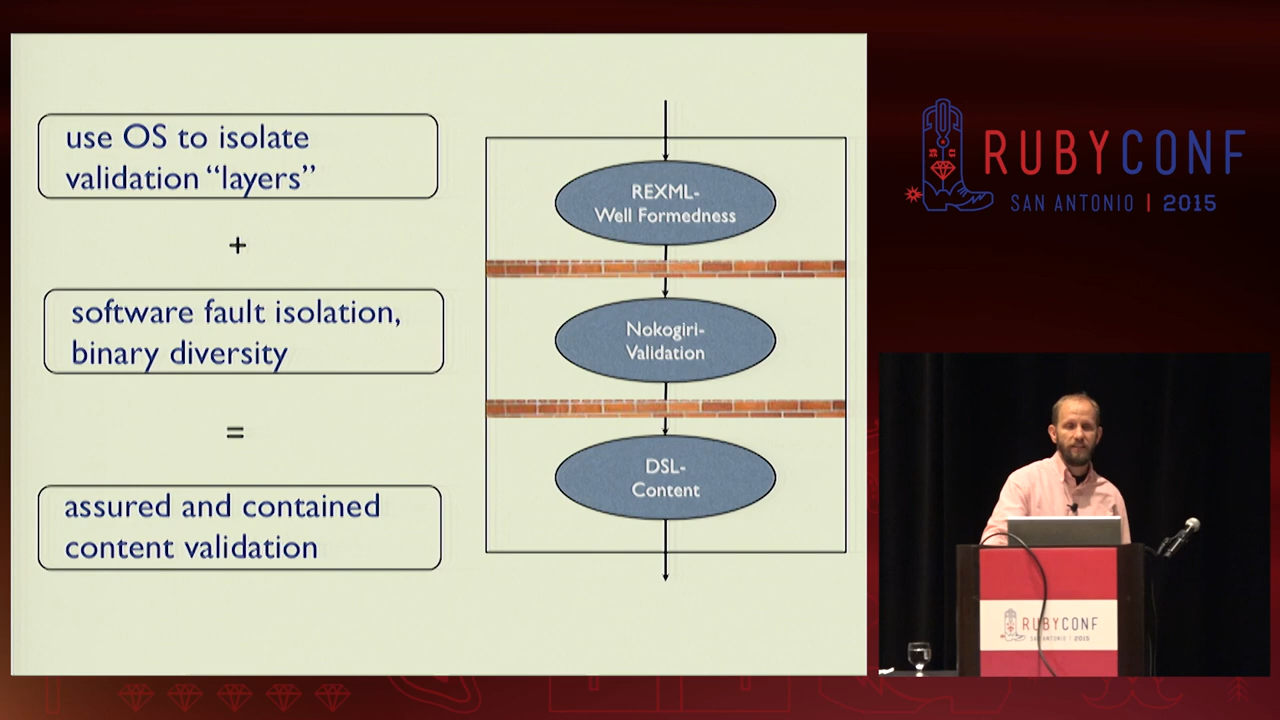 use OS to isolate
validation “layers”
+
software fault isolation,
binary diversity
=
assured and contained
content validation
REXML-
Well Formedness
Nokogiri-
Validation
DSL-
Content
RUBYCONF
SAN ANTONIO | 2015
RUBYCONF
SAN ANTONIO | 2015